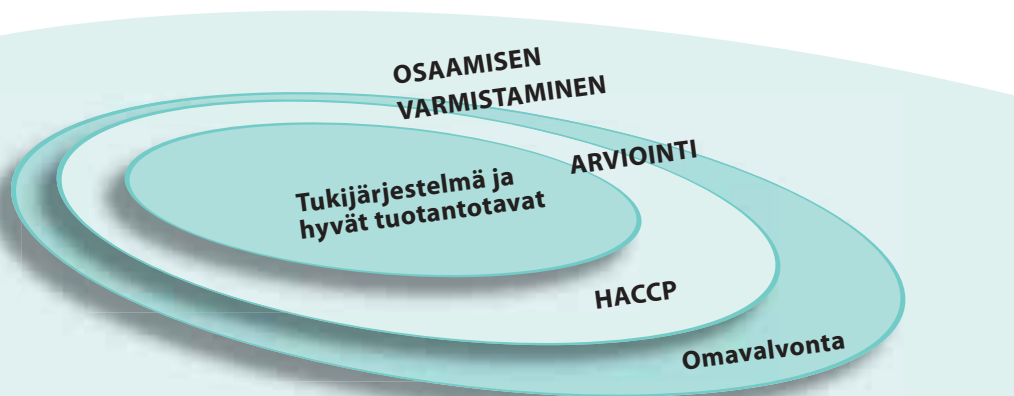 OSAAMISEN
VARMISTAMINEN
ARVIOINTI
Tukijärjestelmä ja
hyvät tuotantotavat
HACCP
Omavalvonta